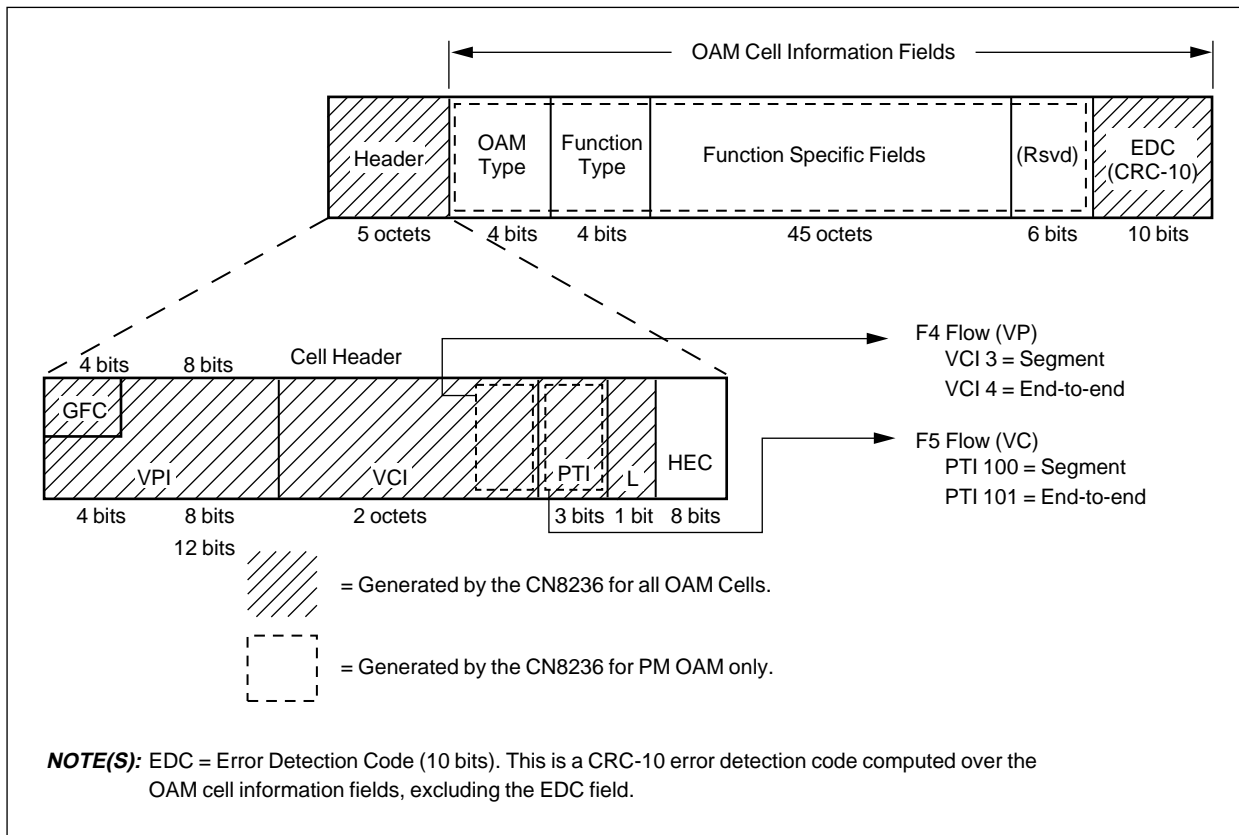 OAM Cell Information Fields
Header
OAM
Type
Function
Type
Function Specific Fields
(Rsvd)
EDC
(CRC-10)
5 octets
4 bits
4 bits
45 octets
6 bits
10 bits
Cell Header
4 bits
8 bits
GFC
VPI
VCI
PTI
L
HEC
4 bits
8 bits
2 octets
3 bits
1 bit
8 bits
12 bits
F4 Flow (VP)
VCI 3 = Segment
VCI 4 = End-to-end
F5 Flow (VC)
PTI 100 = Segment
PTI 101 = End-to-end
= Generated by the CN8236 for all OAM Cells.
= Generated by the CN8236 for PM OAM only.
NOTE(S): EDC = Error Detection Code (10 bits). This is a CRC-10 error detection code computed over the
OAM cell information fields, excluding the EDC field.